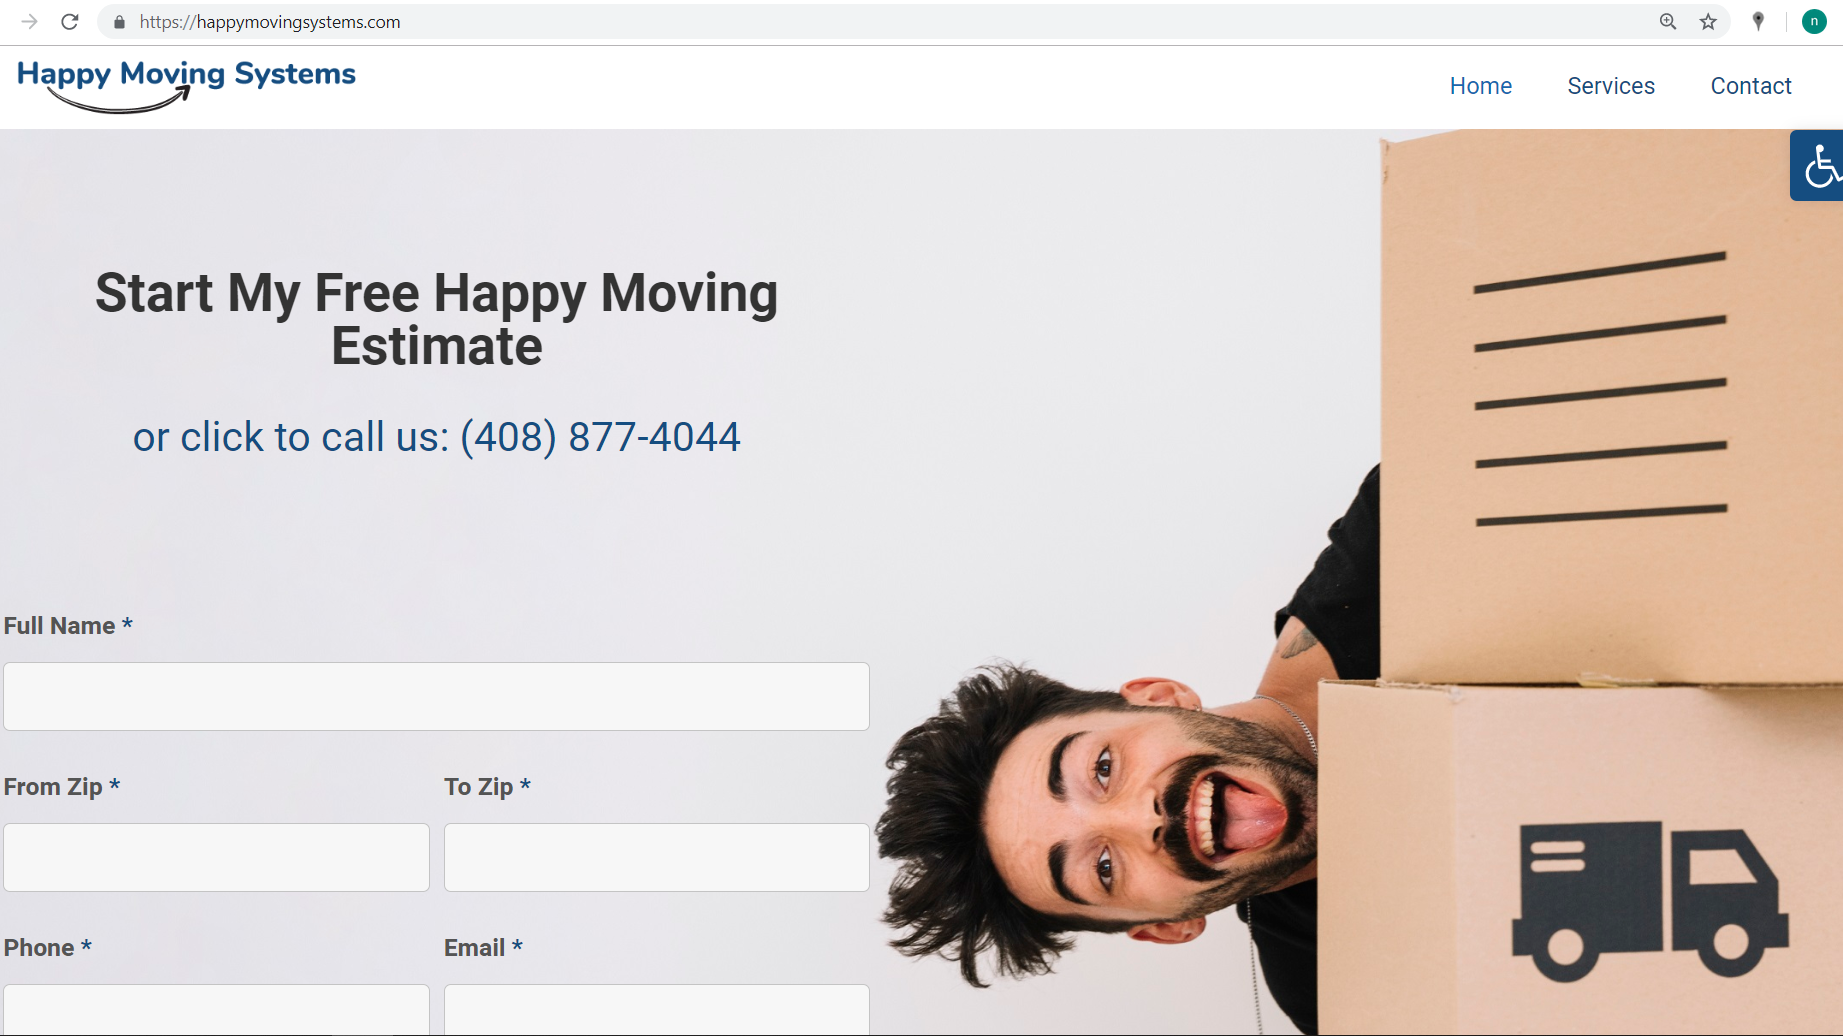 https://happymovingsystems.com
n
Happy Moving Systems
Home
Services
Contact
Start My Free Happy Moving
Estimate
or click to call us: (408) 877-4044
Full Name *
From Zip *
To Zip *
Phone *
Email *